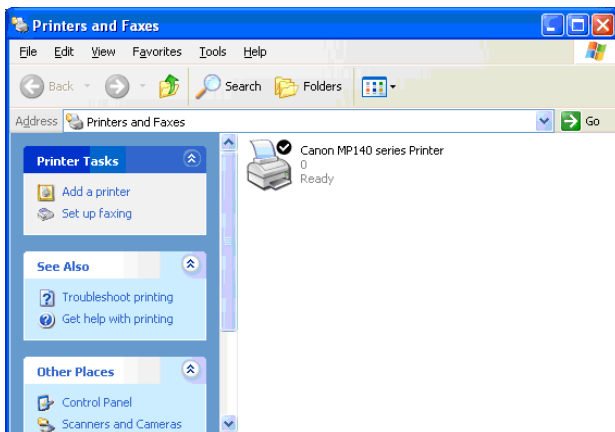 Printers and Faxes
File Edit View Favorites Tools Help
Back Search Folders
Address Printers and Faxes Go
Printer Tasks
Add a printer
Set up faxing
See Also
Troubleshoot printing
Get help with printing
Other Places
Control Panel
Scanners and Cameras
Canon MP140 series Printer
0
Ready